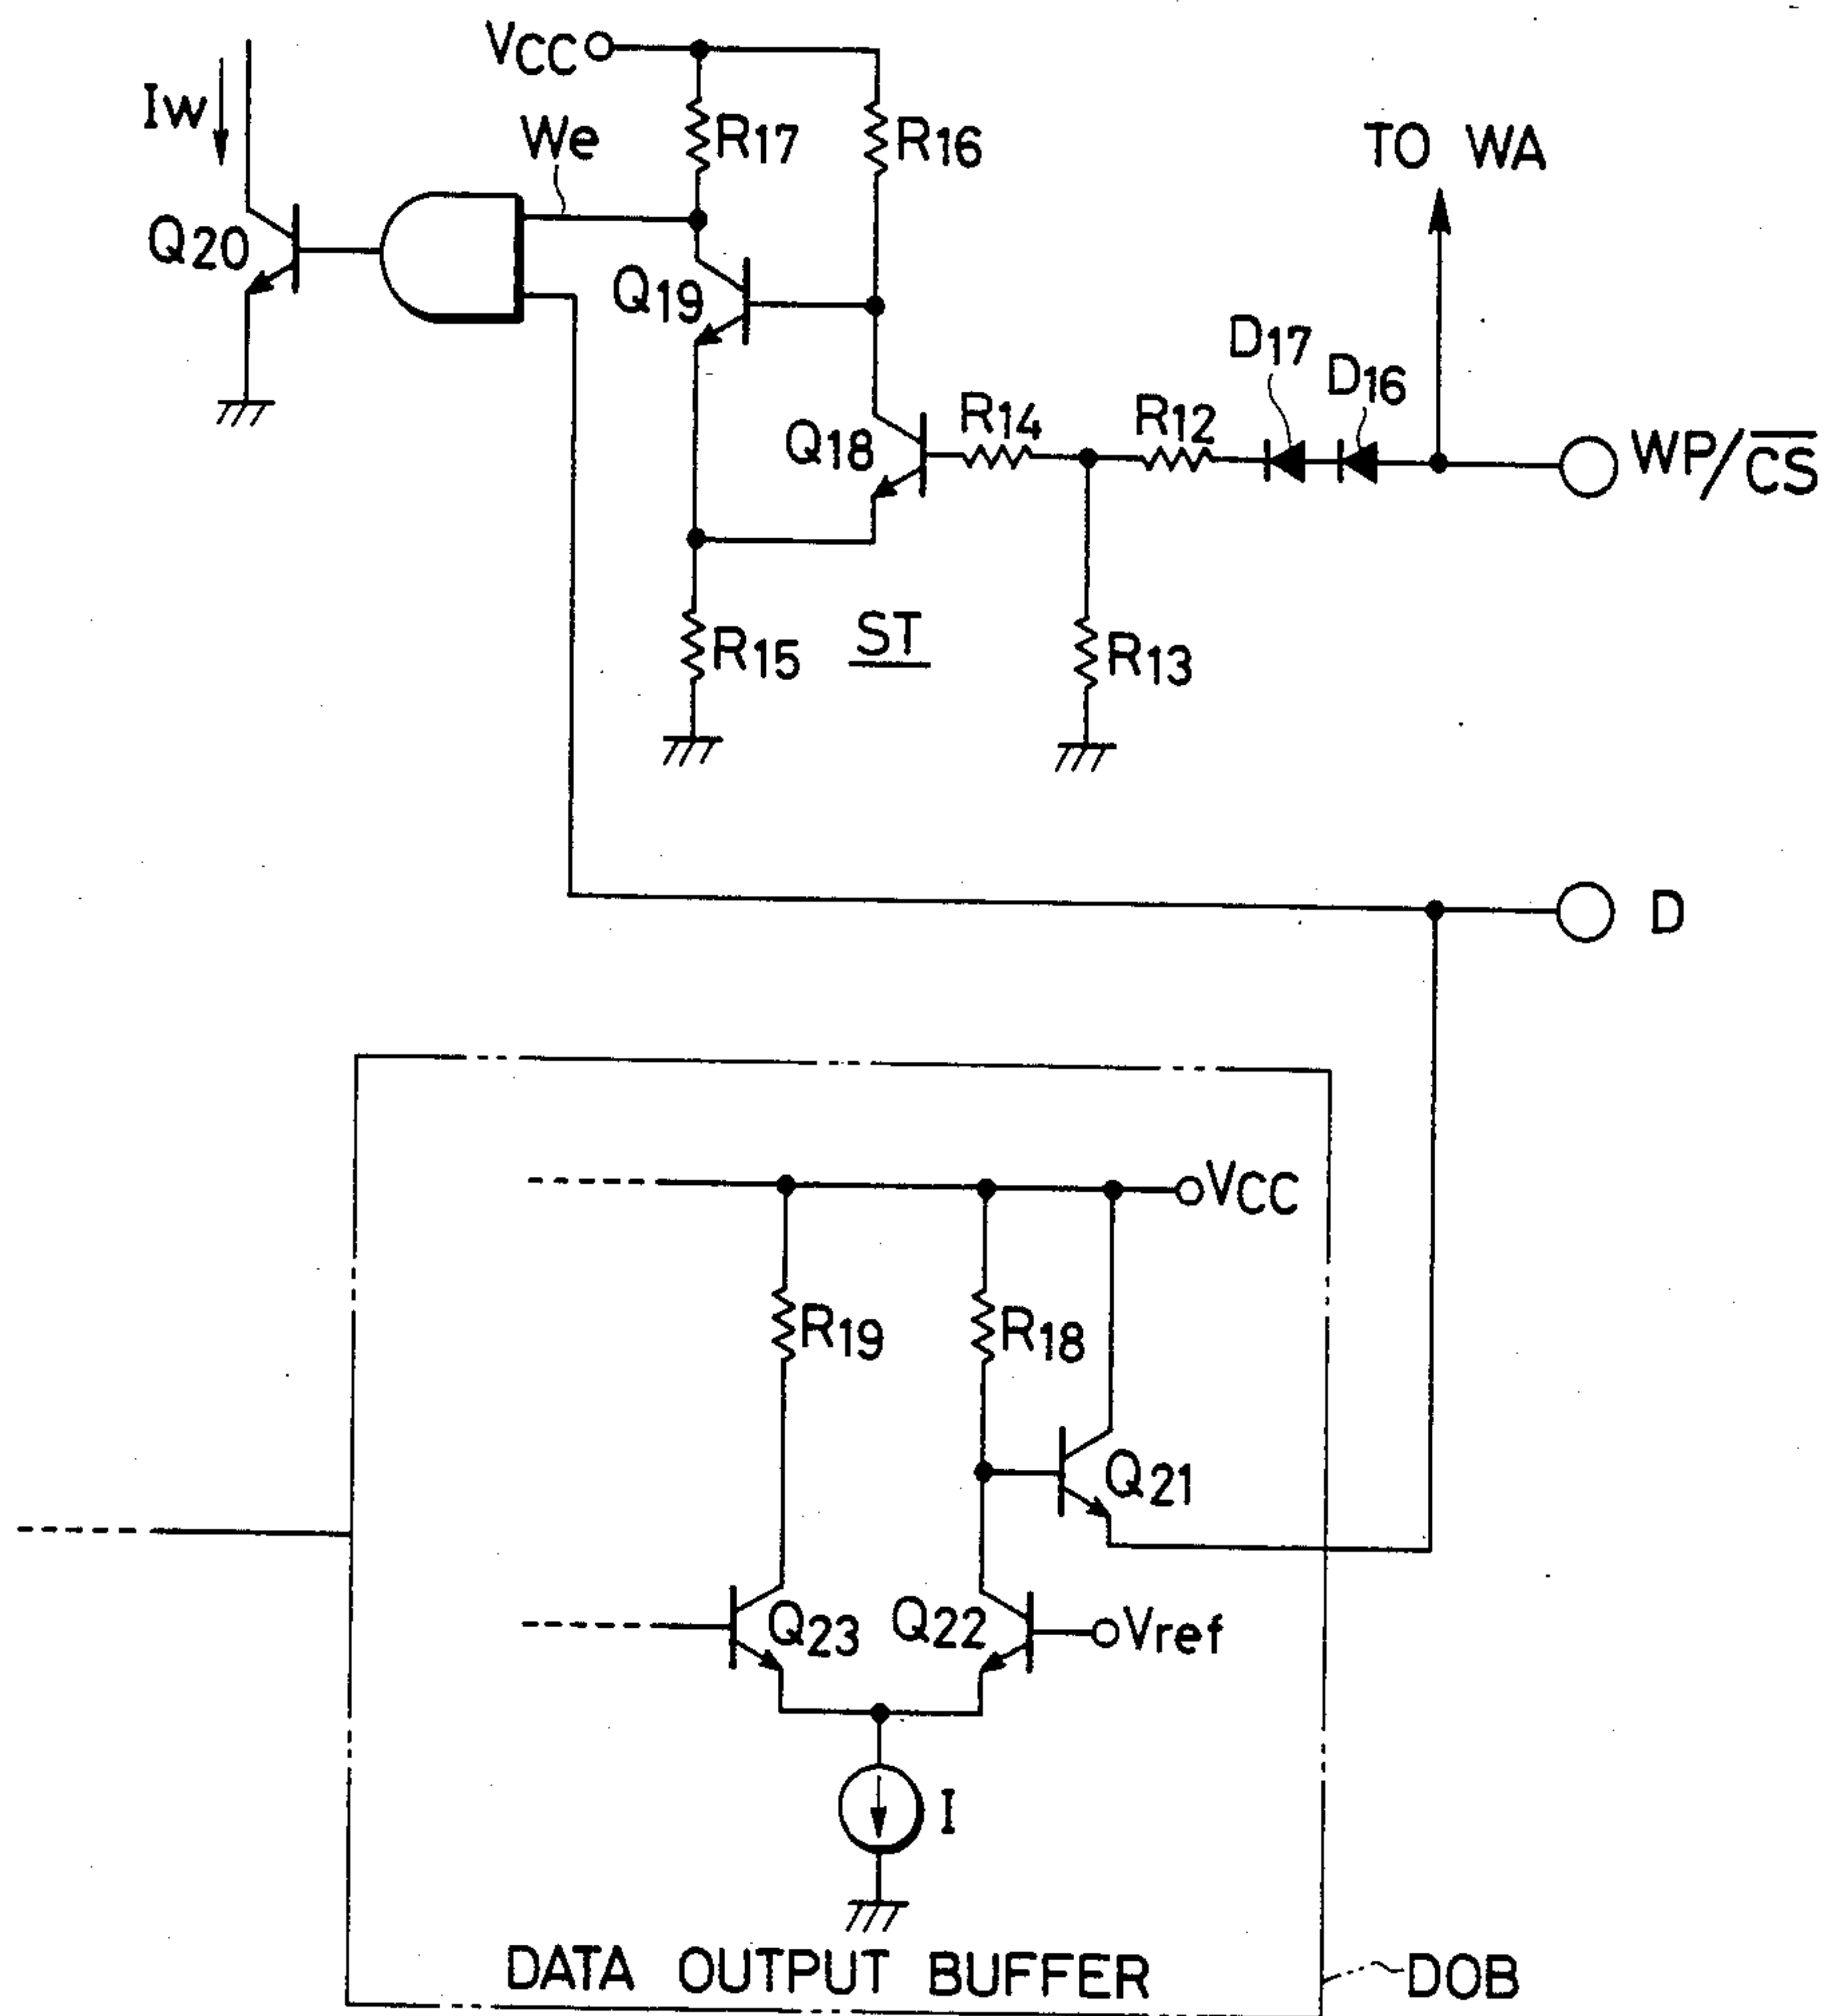 VCC
Iw
R17
R16
We
TO WA
Q20
Q19
D17
D16
R14
R12
Q18
WP/C̅S̅
R15
ST
R13
D
VCC
R19
R18
Q21
Q23
Q22
Vref
I
DATA OUTPUT BUFFER
DOB